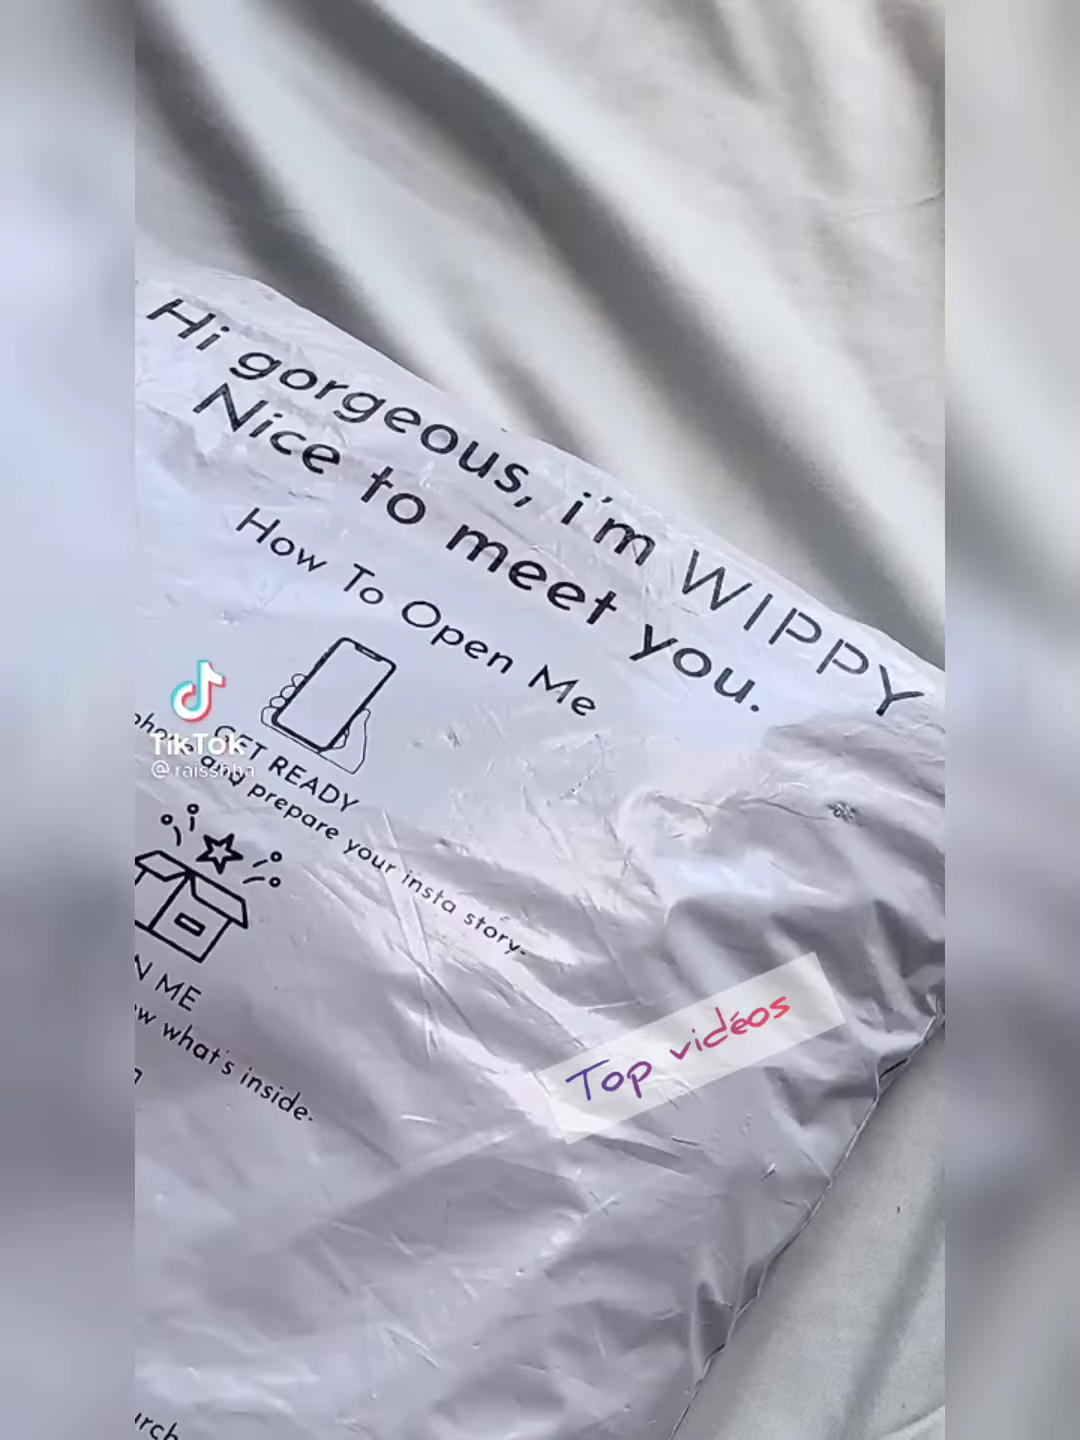 Hi gorgeous, i'm WIPPY
Nice to meet you.
How To Open Me
GET READY
and prepare your insta story.
TikTok
ME
what's inside.
Top vidéos